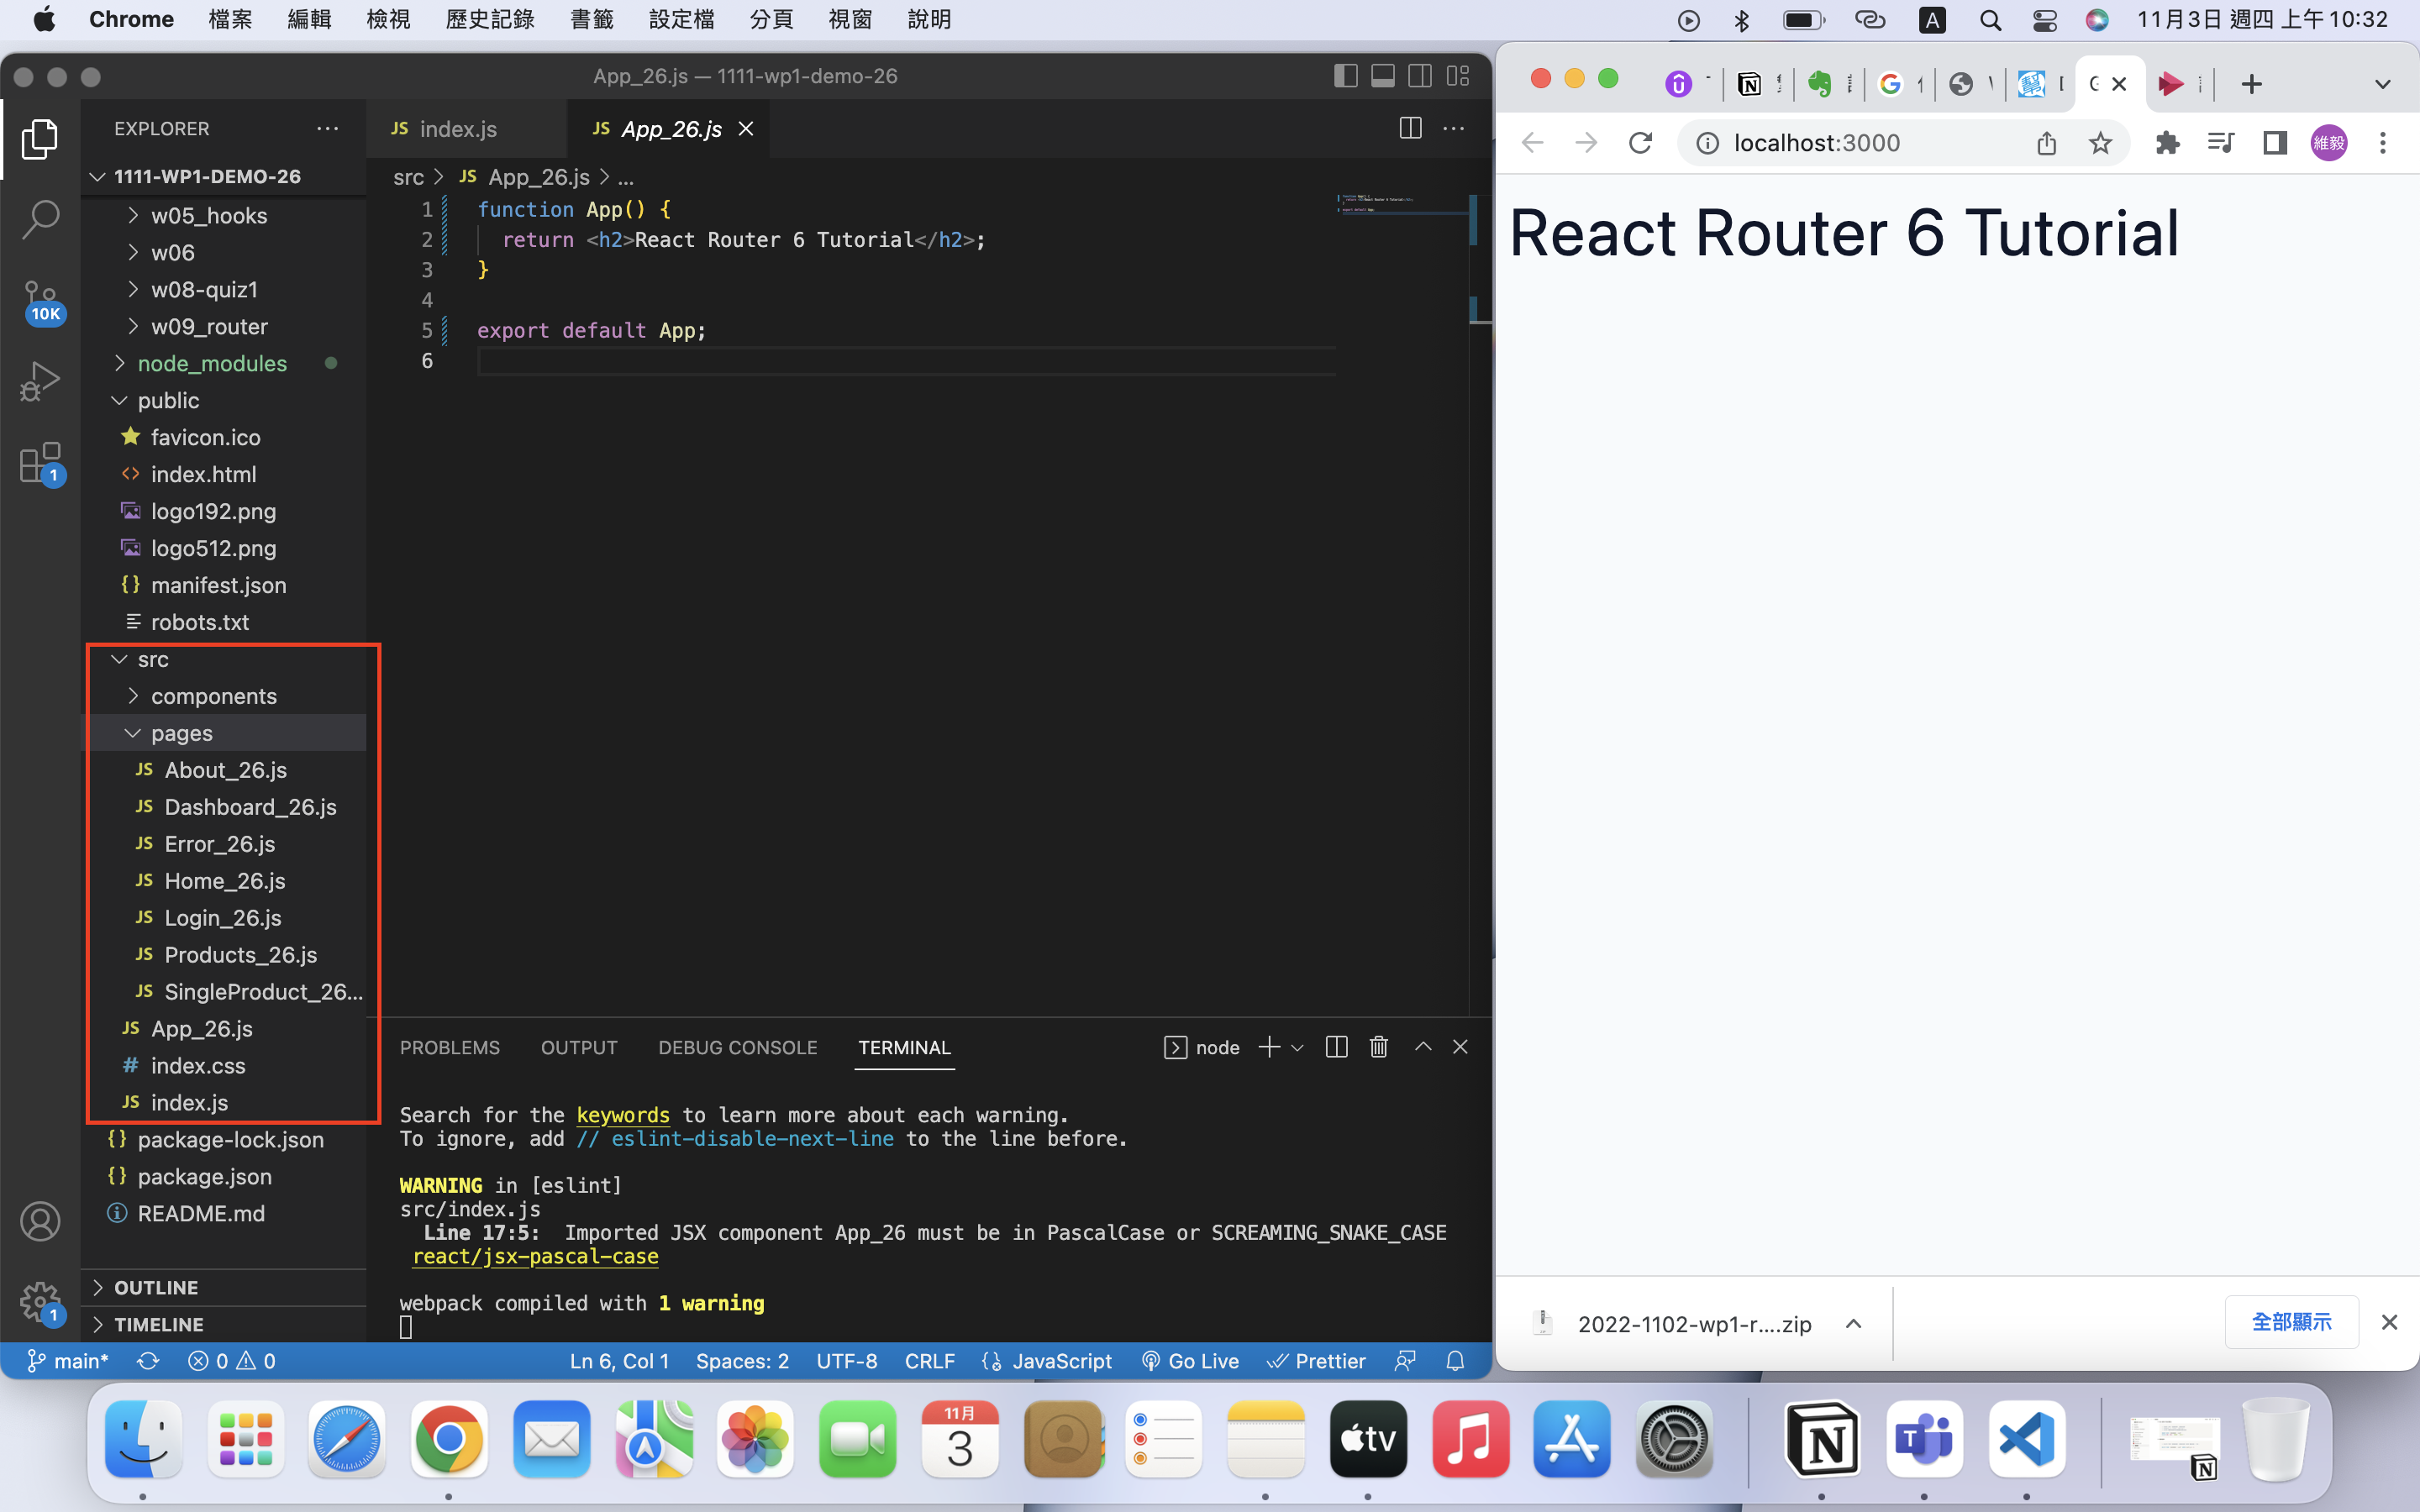 Chrome 檔案 編輯 檢視 歷史記錄 書籤 設定檔 分頁 視窗 說明
A 11月3日 週四 上午10:32
App_26.js — 1111-wp1-demo-26
EXPLORER
1111-WP1-DEMO-26
w05_hooks
w06
w08-quiz1
w09_router
node_modules
public
favicon.ico
index.html
logo192.png
logo512.png
manifest.json
robots.txt
src
components
pages
JS About_26.js
JS Dashboard_26.js
JS Error_26.js
JS Home_26.js
JS Login_26.js
JS Products_26.js
JS SingleProduct_26...
JS App_26.js
# index.css
JS index.js
{} package-lock.json
{} package.json
README.md
OUTLINE
TIMELINE
10K
1
1
JS index.js
JS App_26.js
src > JS App_26.js > ...
1 function App() {
2 return <h2>React Router 6 Tutorial</h2>;
3 }
4
5 export default App;
6
PROBLEMS OUTPUT DEBUG CONSOLE TERMINAL
node
Search for the keywords to learn more about each warning.
To ignore, add // eslint-disable-next-line to the line before.
WARNING in [eslint]
src/index.js
Line 17:5: Imported JSX component App_26 must be in PascalCase or SCREAMING_SNAKE_CASE
react/jsx-pascal-case
webpack compiled with 1 warning
main* 0 0 Ln 6, Col 1 Spaces: 2 UTF-8 CRLF JavaScript Go Live Prettier
localhost:3000
維毅
React Router 6 Tutorial
2022-1102-wp1-r....zip
全部顯示
11月
3
tv